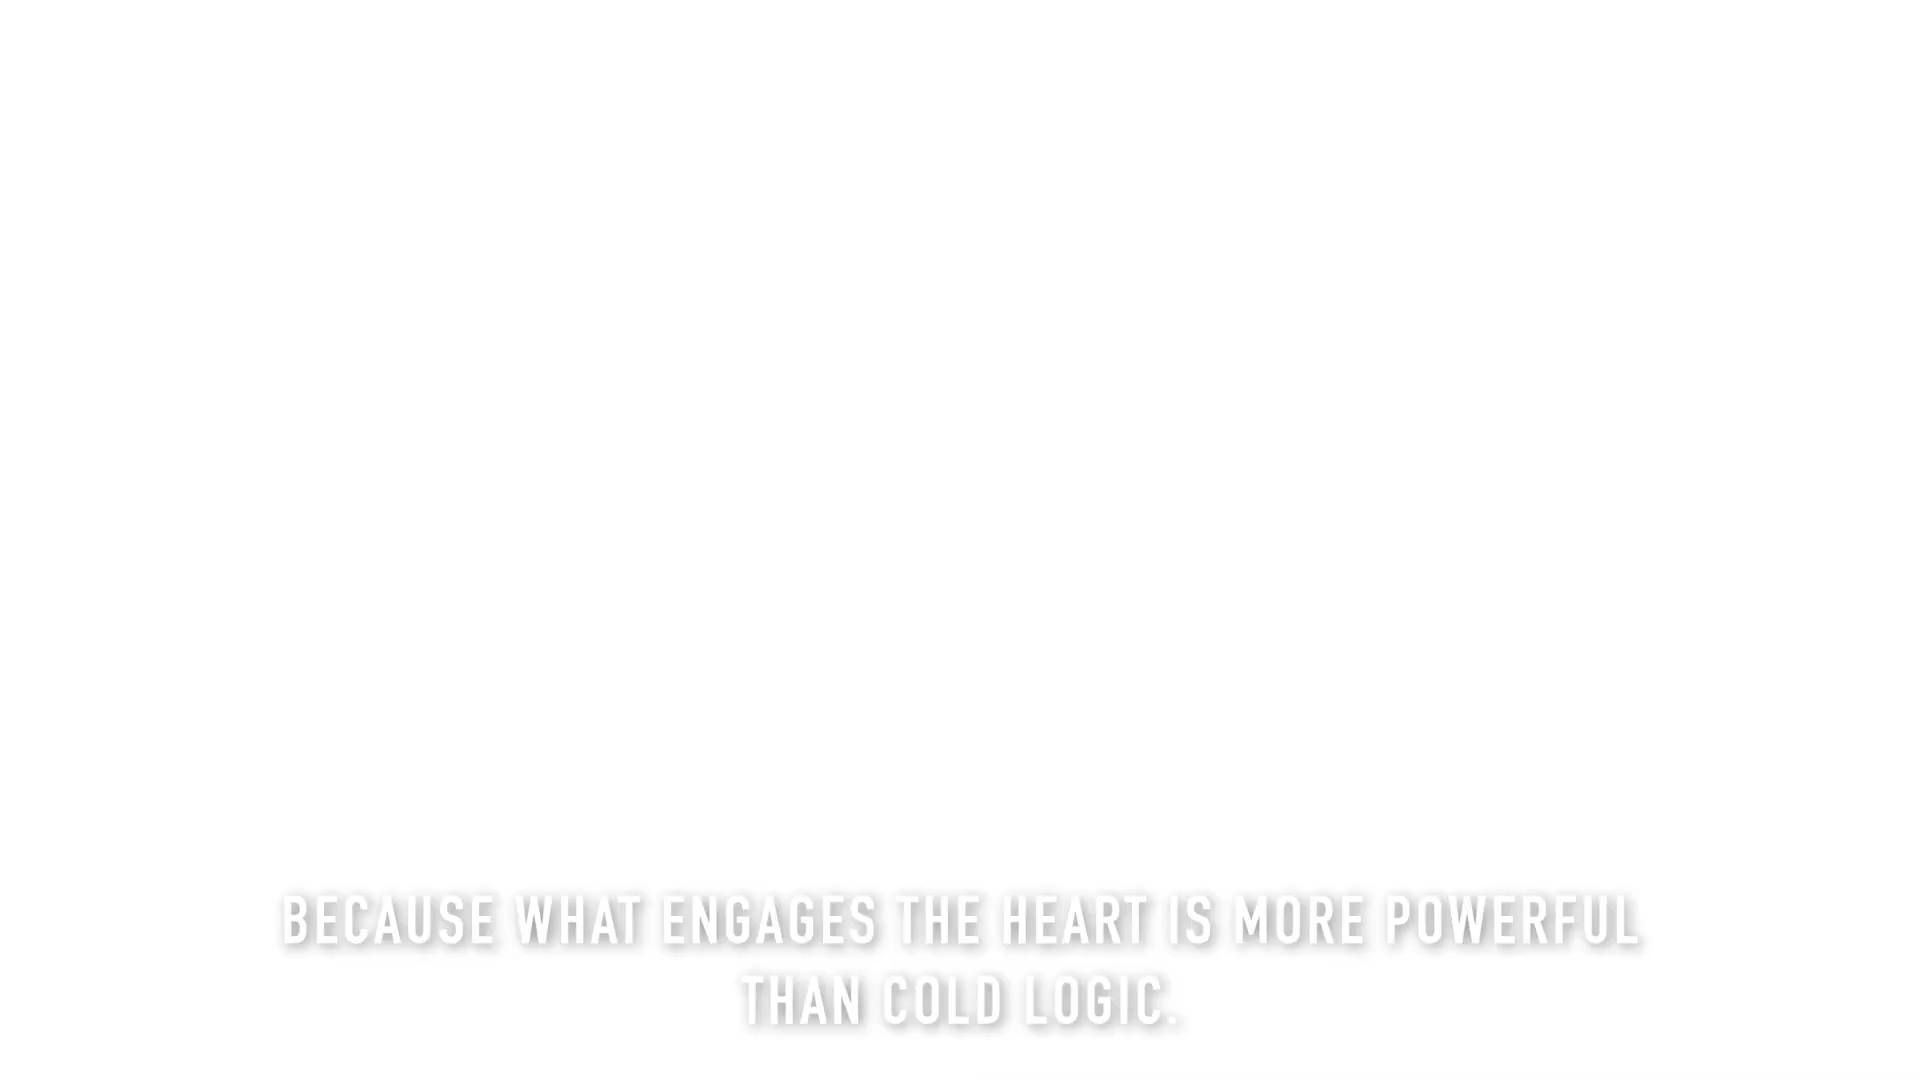 BECAUSE WHAT ENGAGES THE HEART IS MORE POWERFUL
THAN COLD LOGIC.